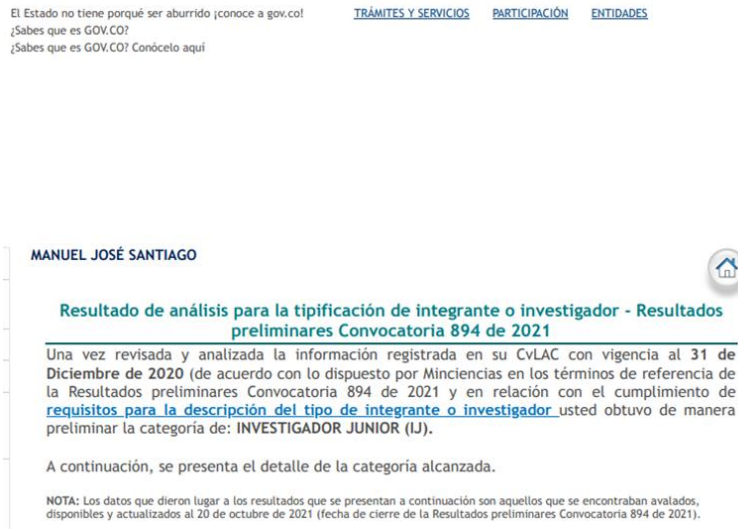 El Estado no tiene porqué ser aburrido ¡conoce a gov.co!
TRÁMITES Y SERVICIOS PARTICIPACIÓN ENTIDADES
¿Sabes que es GOV.CO?
¿Sabes que es GOV.CO? Conócelo aquí
MANUEL JOSÉ SANTIAGO
Resultado de análisis para la tipificación de integrante o investigador - Resultados
preliminares Convocatoria 894 de 2021
Una vez revisada y analizada la información registrada en su CvLAC con vigencia al 31 de
Diciembre de 2020 (de acuerdo con lo dispuesto por Minciencias en los términos de referencia de
la Resultados preliminares Convocatoria 894 de 2021 y en relación con el cumplimiento de
requisitos para la descripción del tipo de integrante o investigador usted obtuvo de manera
preliminar la categoría de: INVESTIGADOR JUNIOR (IJ).
A continuación, se presenta el detalle de la categoría alcanzada.
NOTA: Los datos que dieron lugar a los resultados que se presentan a continuación son aquellos que se encontraban avalados,
disponibles y actualizados al 20 de octubre de 2021 (fecha de cierre de la Resultados preliminares Convocatoria 894 de 2021).